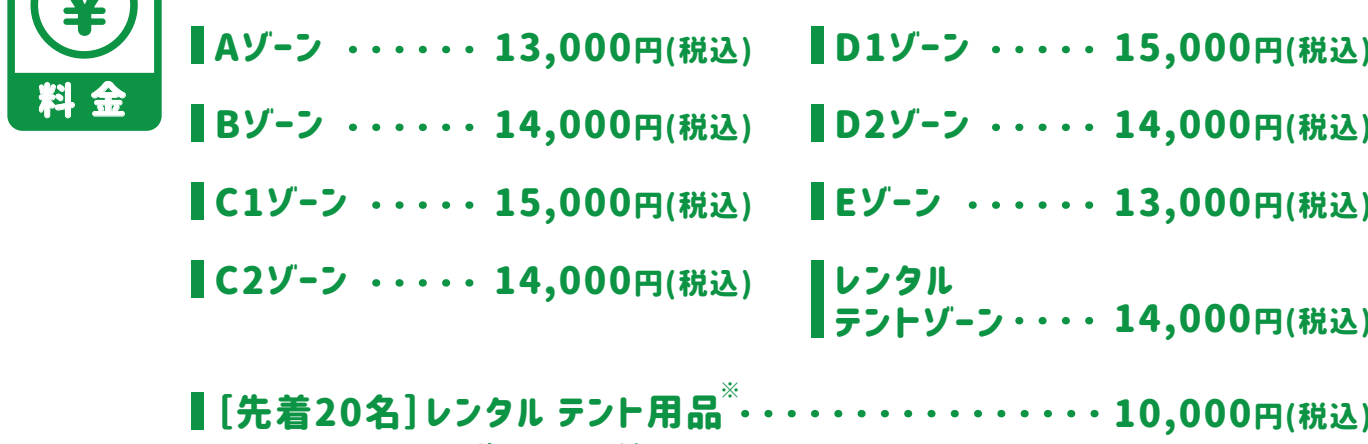 ¥
料金
Aゾーン ・・・・・・ 13,000円(税込)
Bゾーン ・・・・・・ 14,000円(税込)
C1ゾーン ・・・・・ 15,000円(税込)
C2ゾーン ・・・・・ 14,000円(税込)
D1ゾーン ・・・・・ 15,000円(税込)
D2ゾーン ・・・・・ 14,000円(税込)
Eゾーン ・・・・・・ 13,000円(税込)
レンタル
テントゾーン・・・・ 14,000円(税込)
[先着20名]レンタル テント用品※・・・・・・・・・・・・・・・・・ 10,000円(税込)